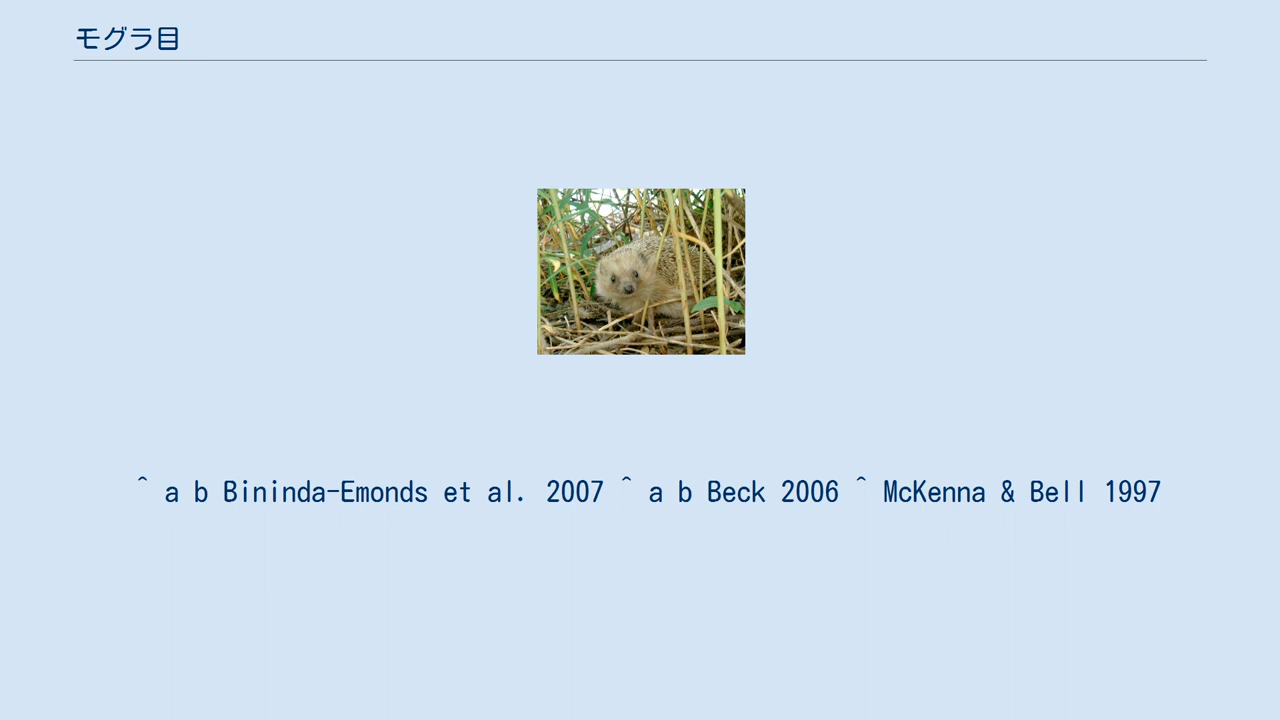 モグラ目
^ a b Bininda-Emonds et al. 2007 ^ a b Beck 2006 ^ McKenna & Bell 1997